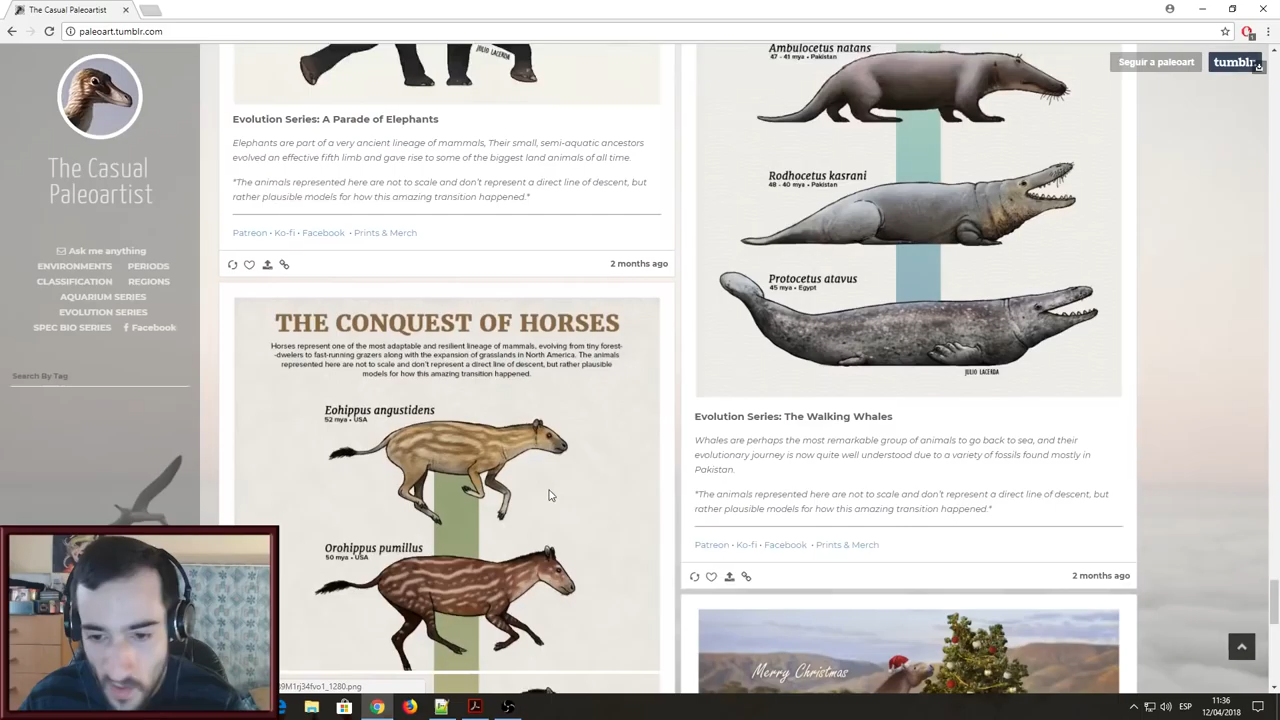 The Casual Paleoartist
paleoart.tumblr.com
Seguir a paleoart
tumblr.
The Casual
Paleoartist
Ask me anything
ENVIRONMENTS PERIODS
CLASSIFICATION REGIONS
AQUARIUM SERIES
EVOLUTION SERIES
SPEC BIO SERIES Facebook
Search By Tag
JULIO LACERDA
Evolution Series: A Parade of Elephants
Elephants are part of a very ancient lineage of mammals, Their small, semi-aquatic ancestors
evolved an effective fifth limb and gave rise to some of the biggest land animals of all time.
*The animals represented here are not to scale and don't represent a direct line of descent, but
rather plausible models for how this amazing transition happened.*
Patreon • Ko-fi • Facebook • Prints & Merch
2 months ago
THE CONQUEST OF HORSES
Horses represent one of the most adaptable and resilient lineage of mammals, evolving from tiny forest-
-dwellers to fast-running grazers along with the expansion of grasslands in North America. The animals
represented here are not to scale and don't represent a direct line of descent, but rather plausible
models for how this amazing transition happened.
Eohippus angustidens
52 mya • USA
Orohippus pumillus
50 mya • USA
Ambulocetus natans
47 - 41 mya • Pakistan
Rodhocetus kasrani
48 - 40 mya • Pakistan
Protocetus atavus
45 mya • Egypt
JULIO LACERDA
Evolution Series: The Walking Whales
Whales are perhaps the most remarkable group of animals to go back to sea, and their
evolutionary journey is now quite well understood due to a variety of fossils found mostly in
Pakistan.
*The animals represented here are not to scale and don't represent a direct line of descent, but
rather plausible models for how this amazing transition happened.*
Patreon • Ko-fi • Facebook • Prints & Merch
2 months ago
Merry Christmas
39M1rj34fvo1_1280.png
ESP
11:36
12/04/2018